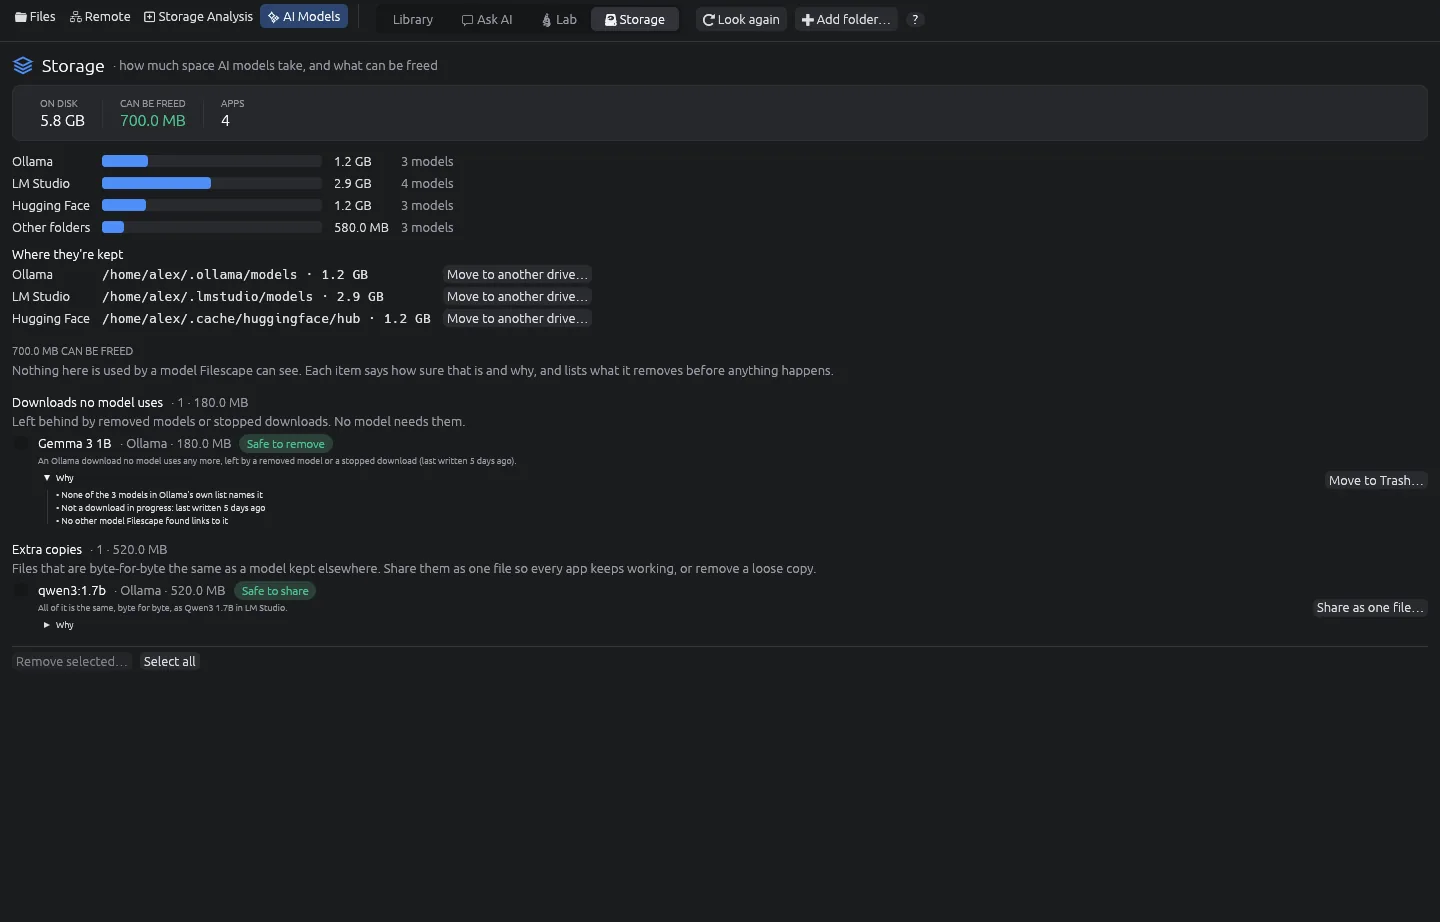 Files Remote Storage Analysis AI Models Library Ask AI Lab Storage Look again Add folder... ?
Storage · how much space AI models take, and what can be freed
ON DISK CAN BE FREED APPS
5.8 GB 700.0 MB 4
Ollama 1.2 GB 3 models
LM Studio 2.9 GB 4 models
Hugging Face 1.2 GB 3 models
Other folders 580.0 MB 3 models
Where they're kept
Ollama /home/alex/.ollama/models · 1.2 GB Move to another drive...
LM Studio /home/alex/.lmstudio/models · 2.9 GB Move to another drive...
Hugging Face /home/alex/.cache/huggingface/hub · 1.2 GB Move to another drive...
700.0 MB CAN BE FREED
Nothing here is used by a model Filescape can see. Each item says how sure that is and why, and lists what it removes before anything happens.
Downloads no model uses · 1 · 180.0 MB
Left behind by removed models or stopped downloads. No model needs them.
Gemma 3 1B · Ollama · 180.0 MB Safe to remove
An Ollama download no model uses any more, left by a removed model or a stopped download (last written 5 days ago).
▼ Why
Move to Trash...
• None of the 3 models in Ollama's own list names it
• Not a download in progress: last written 5 days ago
• No other model Filescape found links to it
Extra copies · 1 · 520.0 MB
Files that are byte-for-byte the same as a model kept elsewhere. Share them as one file so every app keeps working, or remove a loose copy.
qwen3:1.7b · Ollama · 520.0 MB Safe to share
All of it is the same, byte for byte, as Qwen3 1.7B in LM Studio.
Share as one file...
► Why
Remove selected... Select all